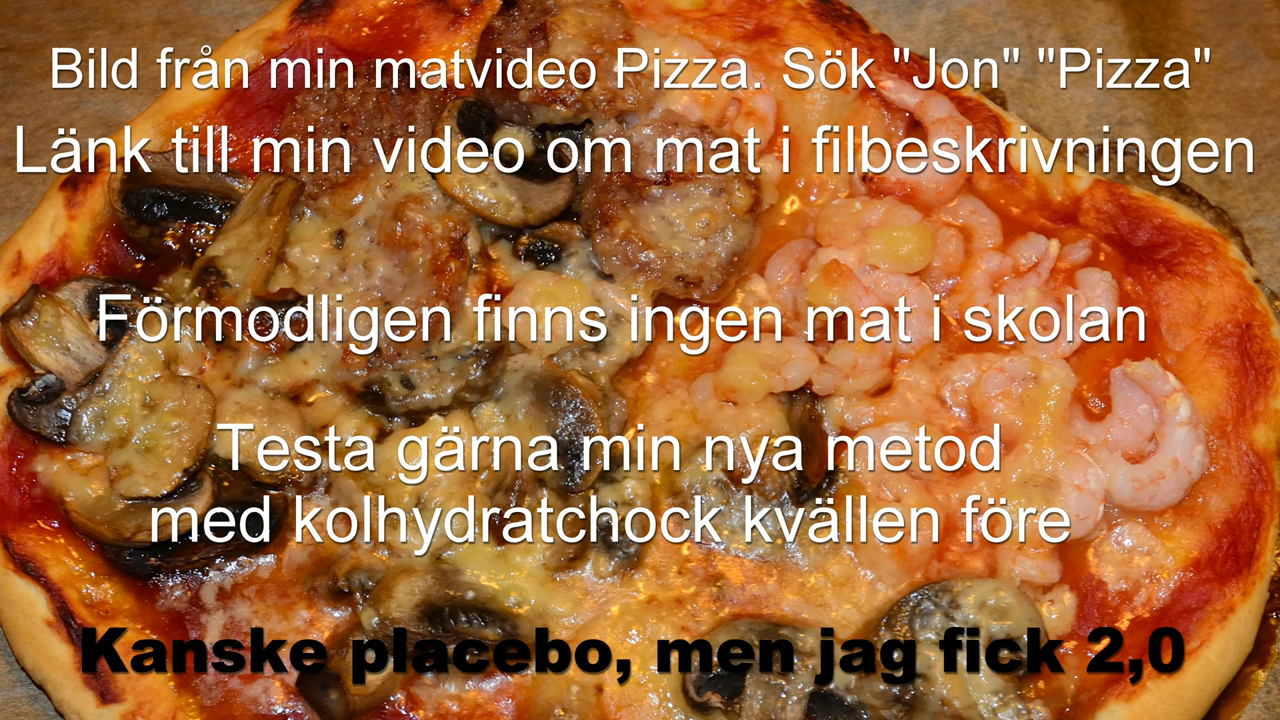 Bild från min matvideo Pizza. Sök "Jon" "Pizza"
Länk till min video om mat i filbeskrivningen
Förmodligen finns ingen mat i skolan
Testa gärna min nya metod
med kolhydratchock kvällen före
Kanske placebo, men jag fick 2,0